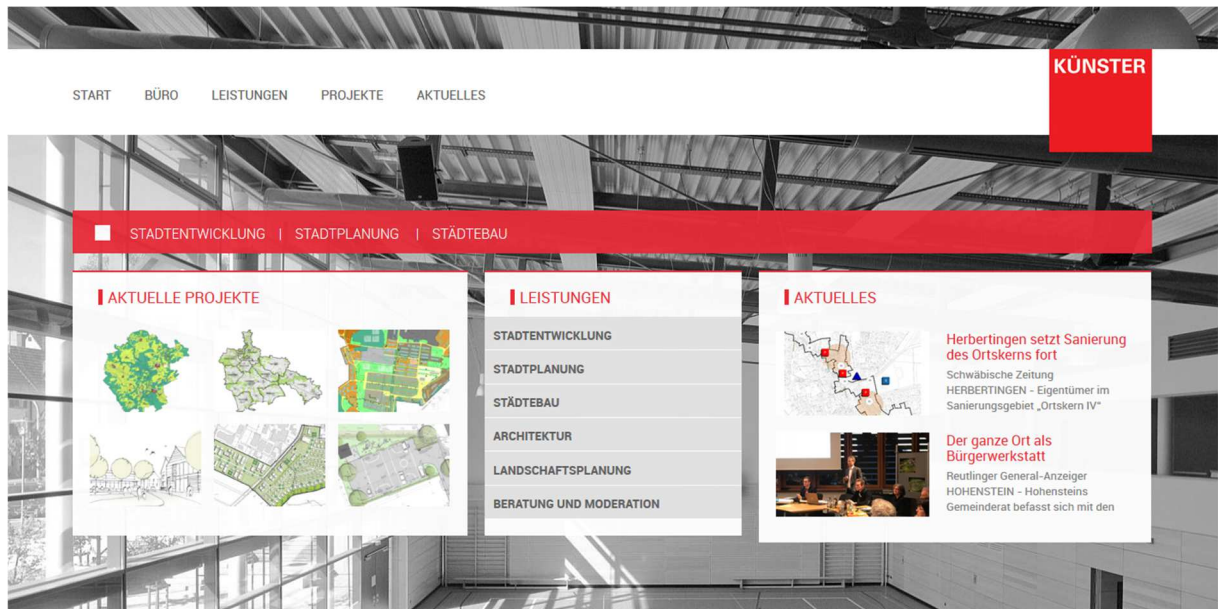 KÜNSTER
START BÜRO LEISTUNGEN PROJEKTE AKTUELLES
STADTENTWICKLUNG | STADTPLANUNG | STÄDTEBAU
AKTUELLE PROJEKTE
LEISTUNGEN
STADTENTWICKLUNG
STADTPLANUNG
STÄDTEBAU
ARCHITEKTUR
LANDSCHAFTSPLANUNG
BERATUNG UND MODERATION
AKTUELLES
Herbertingen setzt Sanierung
des Ortskerns fort
Schwäbische Zeitung
HERBERTINGEN - Eigentümer im
Sanierungsgebiet „Ortskern IV"
Der ganze Ort als
Bürgerwerkstatt
Reutlinger General-Anzeiger
HOHENSTEIN - Hohensteins
Gemeinderat befasst sich mit den